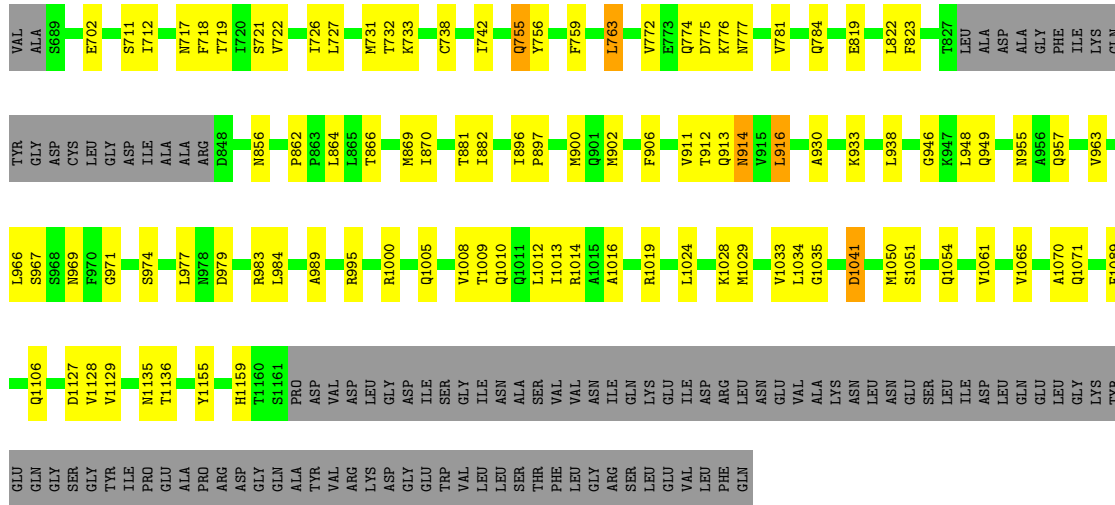 VAL ALA S689 E702 S711 I712 N717 F718 T719 I720 S721 V722 I726 L727 M731 T732 K733 C738 I742 Q755 Y756 F759 L763 V772 E773 Q774 D775 K776 N777 V781 Q784 E819 L822 F823 T827 LEU ALA ASP ALA GLY PHE ILE LYS GLN
TYR GLY ASP CYS LEU GLY ASP ILE ALA ALA ARG D848 N856 P862 P863 L864 L865 T866 M869 I870 T881 I882 I896 P897 M900 Q901 M902 F906 V911 T912 Q913 N914 V915 L916 A930 K933 L938 G946 K947 L948 Q949 N955 A956 Q957 V963
L966 S967 S968 N969 F970 G971 S974 L977 N978 D979 R983 L984 A989 R995 R1000 Q1005 V1008 T1009 Q1010 Q1011 L1012 I1013 R1014 A1015 A1016 R1019 L1024 K1028 M1029 V1033 L1034 G1035 D1041 M1050 S1051 Q1054 V1061 V1065 A1070 Q1071
Q1106 D1127 V1128 V1129 N1135 T1136 Y1155 H1159 T1160 S1161 PRO ASP VAL ASP LEU GLY ASP ILE SER GLY ILE ASN ALA SER VAL VAL ASN ILE GLN LYS GLU ILE ASP ARG LEU ASN GLU VAL ALA LYS ASN LEU ASN GLU SER LEU ILE ASP LEU GLN GLU LEU GLY LYS TYR
GLU GLN GLY SER GLY TYR ILE PRO GLU ALA PRO ARG ASP GLY GLN ALA TYR VAL ARG LYS ASP GLY GLU TRP VAL LEU LEU SER THR PHE LEU GLY ARG SER LEU GLU VAL LEU PHE GLN